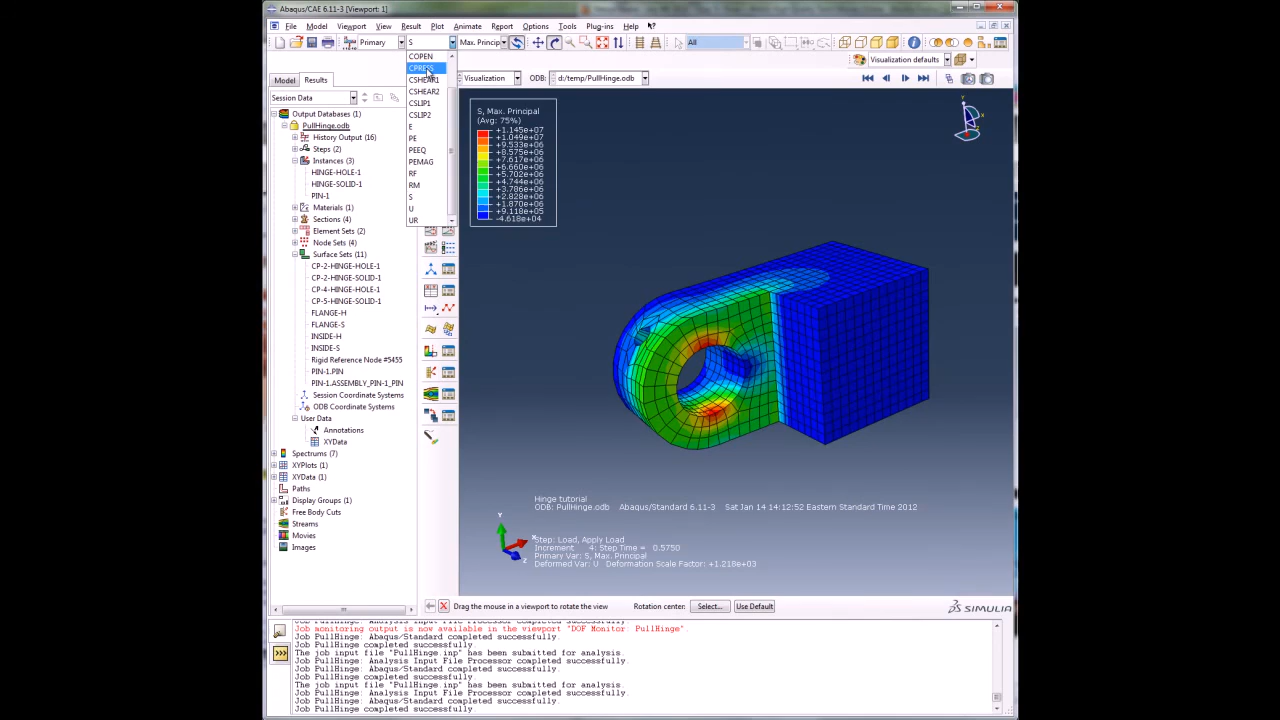 Abaqus/CAE 6.11-3 [Viewport: 1]
File Model Viewport View Result Plot Animate Report Options Tools Plug-ins Help
Primary S Max. Princip All
Visualization defaults
Model Results Visualization ODB: d:/temp/PullHinge.odb
Session Data
COPEN
CPRESS
CSHEAR1
CSHEAR2
CSLIP1
CSLIP2
E
PE
PEEQ
PEMAG
RF
RM
S
U
UR
Output Databases (1)
PullHinge.odb
History Output (16)
Steps (2)
Instances (3)
HINGE-HOLE-1
HINGE-SOLID-1
PIN-1
Materials (1)
Sections (4)
Element Sets (2)
Node Sets (4)
Surface Sets (11)
CP-2-HINGE-HOLE-1
CP-2-HINGE-SOLID-1
CP-4-HINGE-HOLE-1
CP-5-HINGE-SOLID-1
FLANGE-H
FLANGE-S
INSIDE-H
INSIDE-S
Rigid Reference Node #5455
PIN-1.PIN
PIN-1.ASSEMBLY_PIN-1_PIN
Session Coordinate Systems
ODB Coordinate Systems
User Data
Annotations
XYData
Spectrums (7)
XYPlots (1)
XYData (1)
Paths
Display Groups (1)
Free Body Cuts
Streams
Movies
Images
S, Max. Principal
(Avg: 75%)
+1.145e+07
+1.049e+07
+9.533e+06
+8.575e+06
+7.617e+06
+6.660e+06
+5.702e+06
+4.744e+06
+3.786e+06
+2.828e+06
+1.870e+06
+9.118e+05
-4.618e+04
Y
X
Z
Hinge tutorial
ODB: PullHinge.odb Abaqus/Standard 6.11-3 Sat Jan 14 14:12:52 Eastern Standard Time 2012
Y
X
Z
Step: Load, Apply Load
Increment 4: Step Time = 0.5750
Primary Var: S, Max. Principal
Deformed Var: U Deformation Scale Factor: +1.218e+03
Drag the mouse in a viewport to rotate the view Rotation center: Select... Use Default
SIMULIA
Job PullHinge: Analysis Input File Processor completed successfully.
Job monitoring output is now available in the viewport "DOF Monitor: PullHinge".
Job PullHinge: Abaqus/Standard completed successfully.
Job PullHinge completed successfully.
The job input file "PullHinge.inp" has been submitted for analysis.
Job PullHinge: Analysis Input File Processor completed successfully.
Job PullHinge: Abaqus/Standard completed successfully.
Job PullHinge completed successfully.
The job input file "PullHinge.inp" has been submitted for analysis.
Job PullHinge: Analysis Input File Processor completed successfully.
Job PullHinge: Abaqus/Standard completed successfully.
Job PullHinge completed successfully.